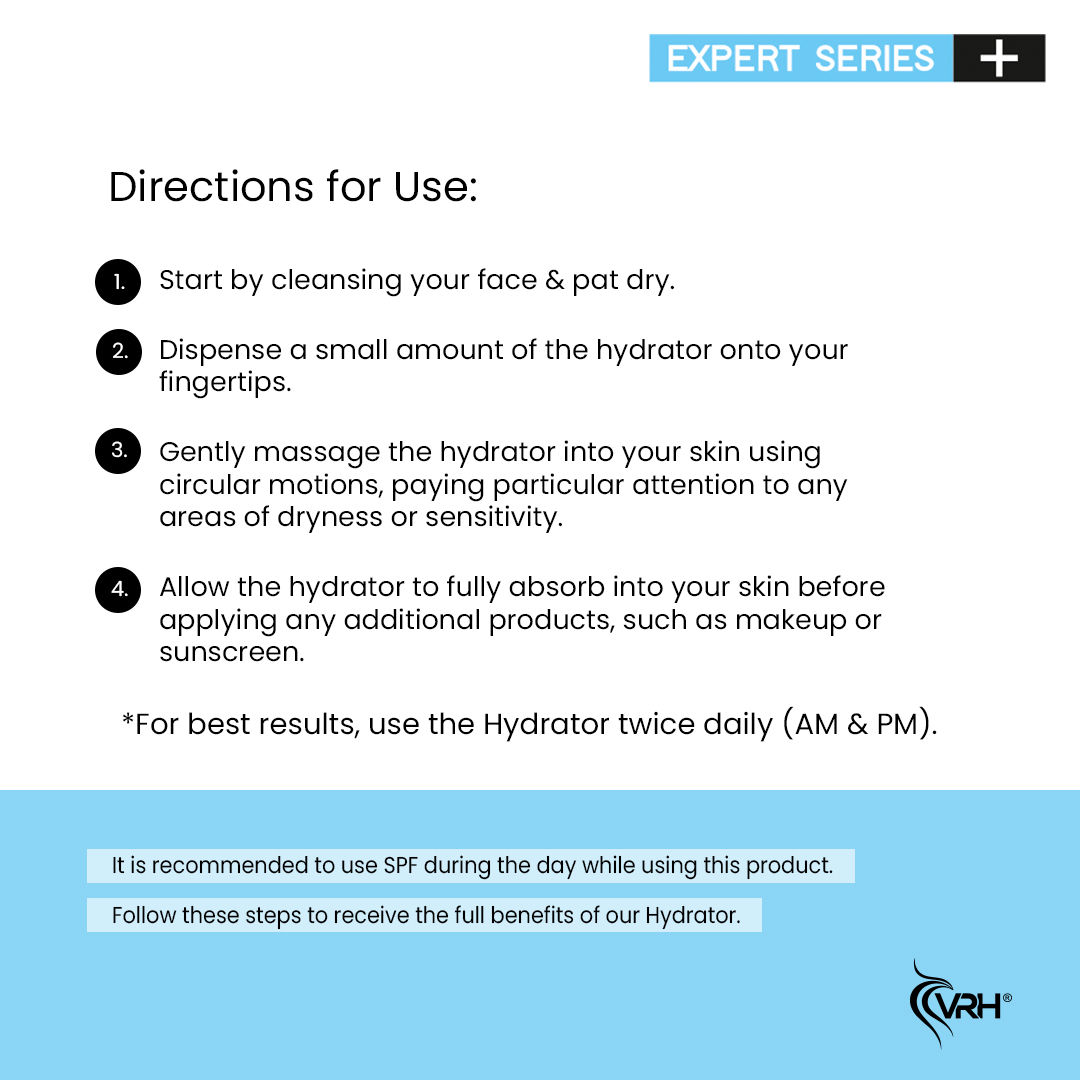 EXPERT SERIES +
Directions for Use:
1. Start by cleansing your face & pat dry.
2. Dispense a small amount of the hydrator onto your
fingertips.
3. Gently massage the hydrator into your skin using
circular motions, paying particular attention to any
areas of dryness or sensitivity.
4. Allow the hydrator to fully absorb into your skin before
applying any additional products, such as makeup or
sunscreen.
*For best results, use the Hydrator twice daily (AM & PM).
It is recommended to use SPF during the day while using this product.
Follow these steps to receive the full benefits of our Hydrator.
VRH®